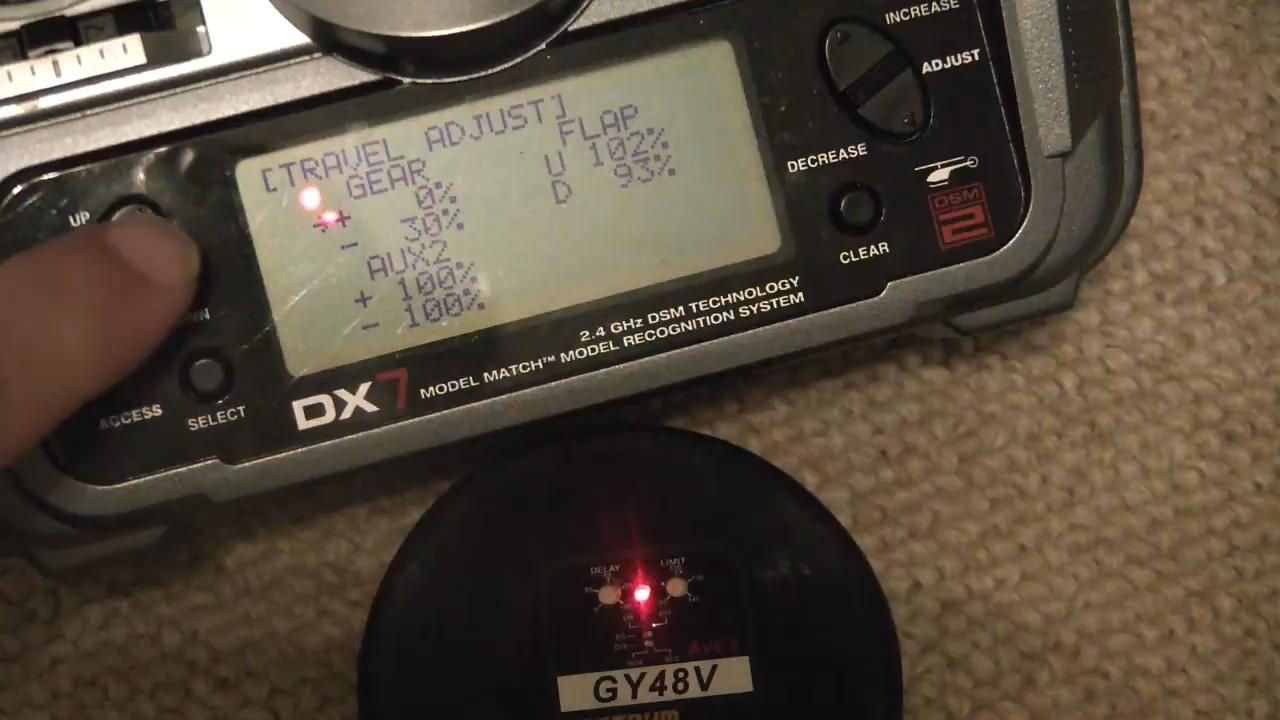 INCREASE
ADJUST
DECREASE
CLEAR
DSM
2
UP
[TRAVEL ADJUST]
GEAR
FLAP
+ 0%
U 102%
- 30%
D 93%
AUX2
+ 100%
- 100%
2.4 GHz DSM TECHNOLOGY
DX7 MODEL MATCH™ MODEL RECOGNITION SYSTEM
ACCESS
SELECT
DELAY
LIMIT
AVCS
GY48V